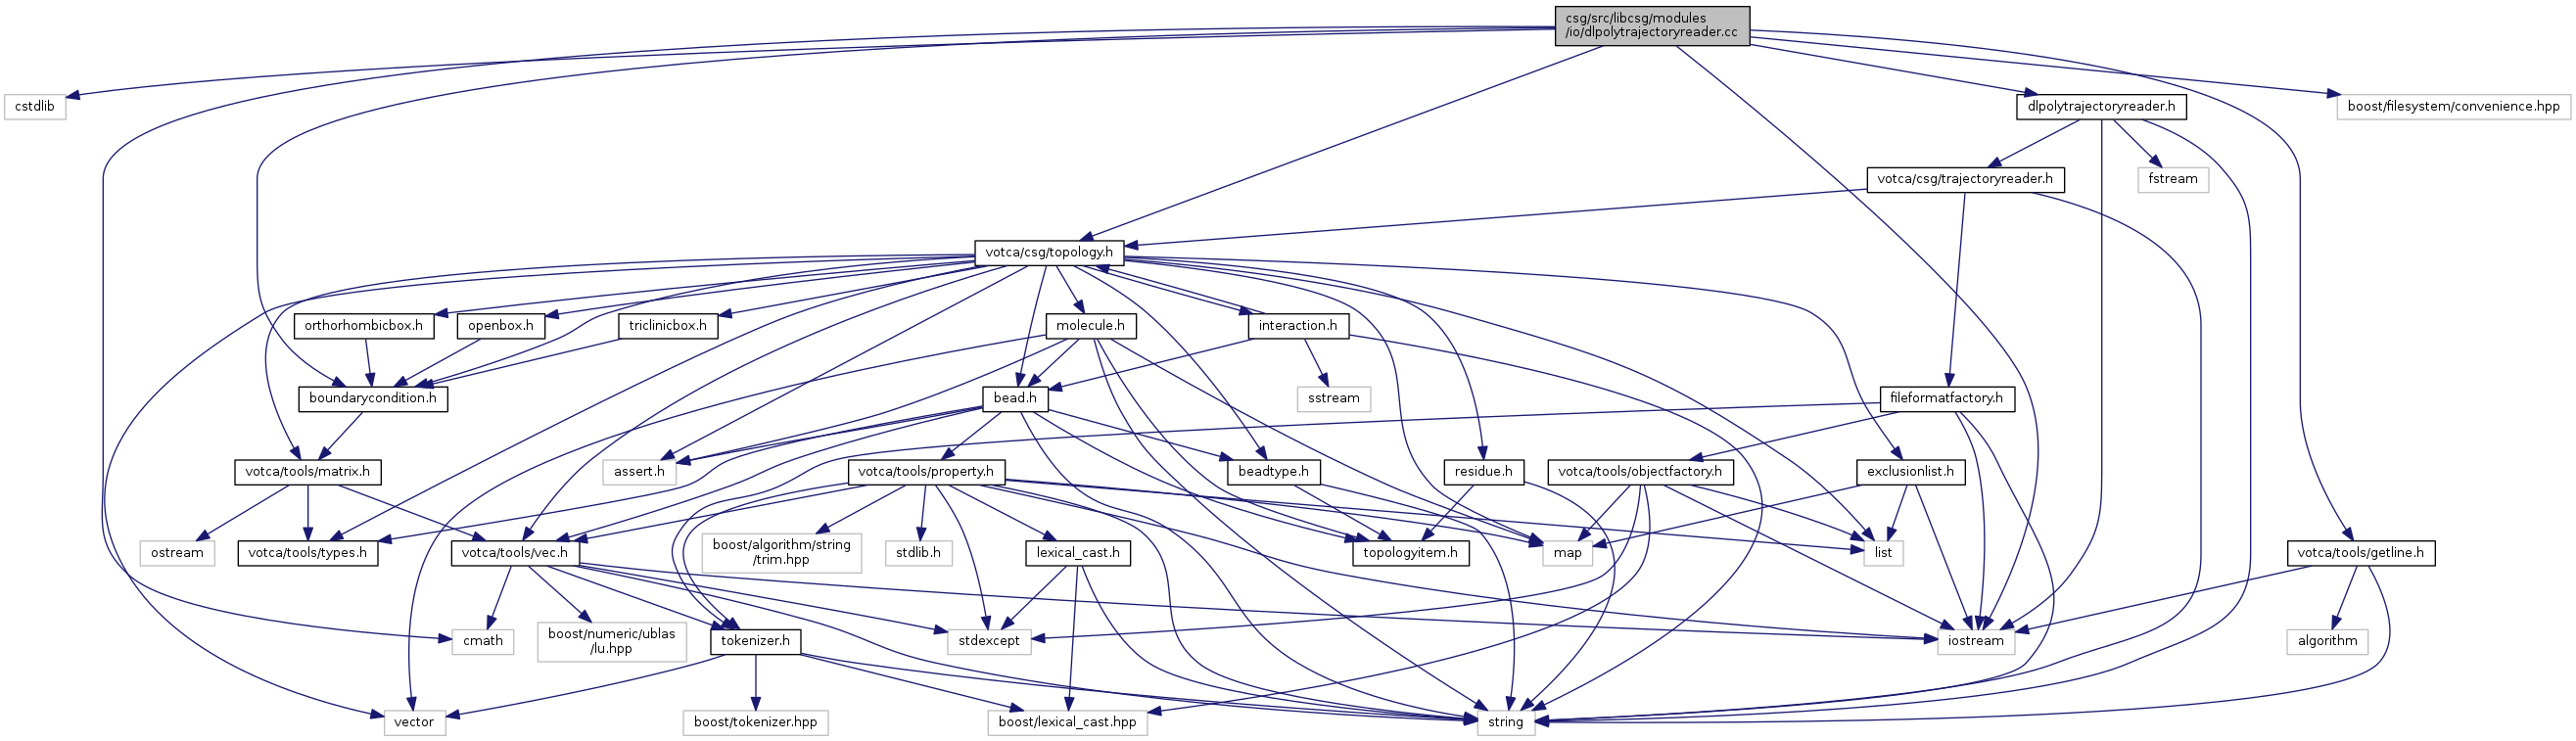 csg/src/libcsg/modules
/io/dlpolytrajectoryreader.cc
cstdlib
dlpolytrajectoryreader.h
boost/filesystem/convenience.hpp
votca/csg/trajectoryreader.h
fstream
votca/csg/topology.h
orthorhombicbox.h
openbox.h
triclinicbox.h
molecule.h
interaction.h
boundarycondition.h
bead.h
sstream
fileformatfactory.h
votca/tools/matrix.h
assert.h
votca/tools/property.h
beadtype.h
residue.h
votca/tools/objectfactory.h
exclusionlist.h
ostream
votca/tools/types.h
votca/tools/vec.h
boost/algorithm/string
/trim.hpp
stdlib.h
lexical_cast.h
topologyitem.h
map
list
votca/tools/getline.h
cmath
boost/numeric/ublas
/lu.hpp
tokenizer.h
stdexcept
iostream
algorithm
vector
boost/tokenizer.hpp
boost/lexical_cast.hpp
string